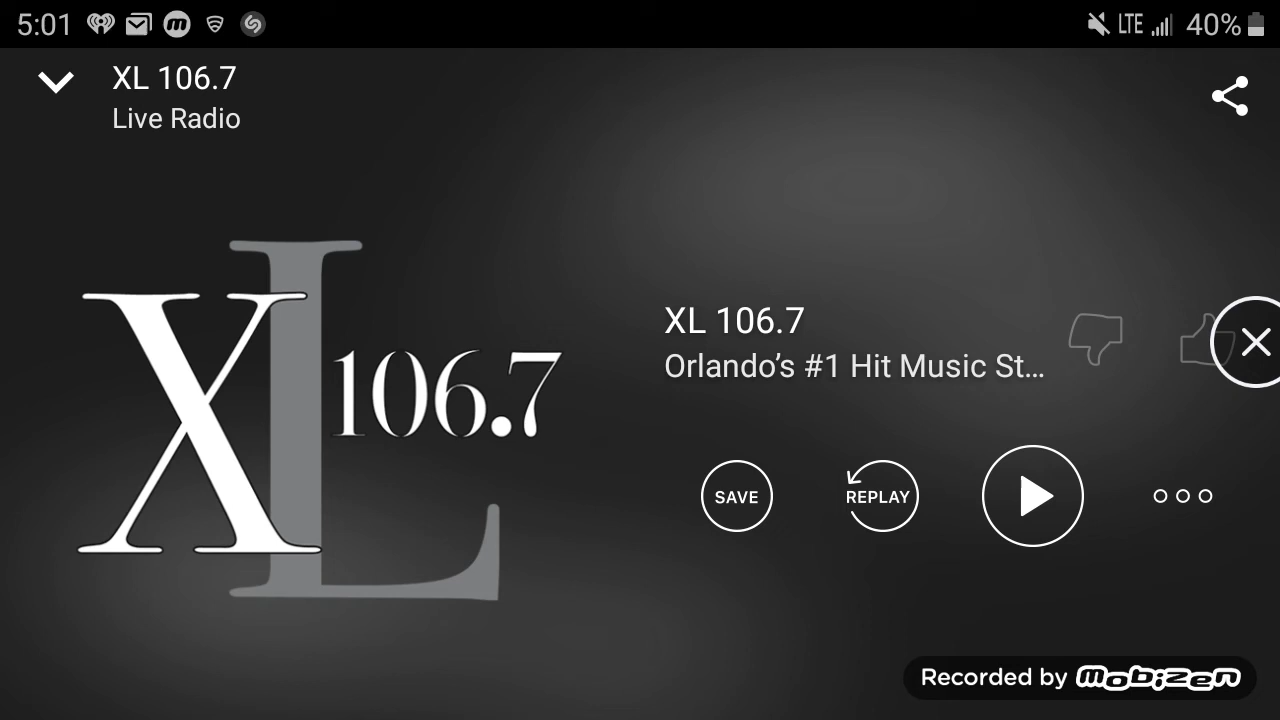 5:01
LTE 40%
XL 106.7
Live Radio
XL 106.7
XL 106.7
Orlando’s #1 Hit Music St...
SAVE
REPLAY
Recorded by mobizen